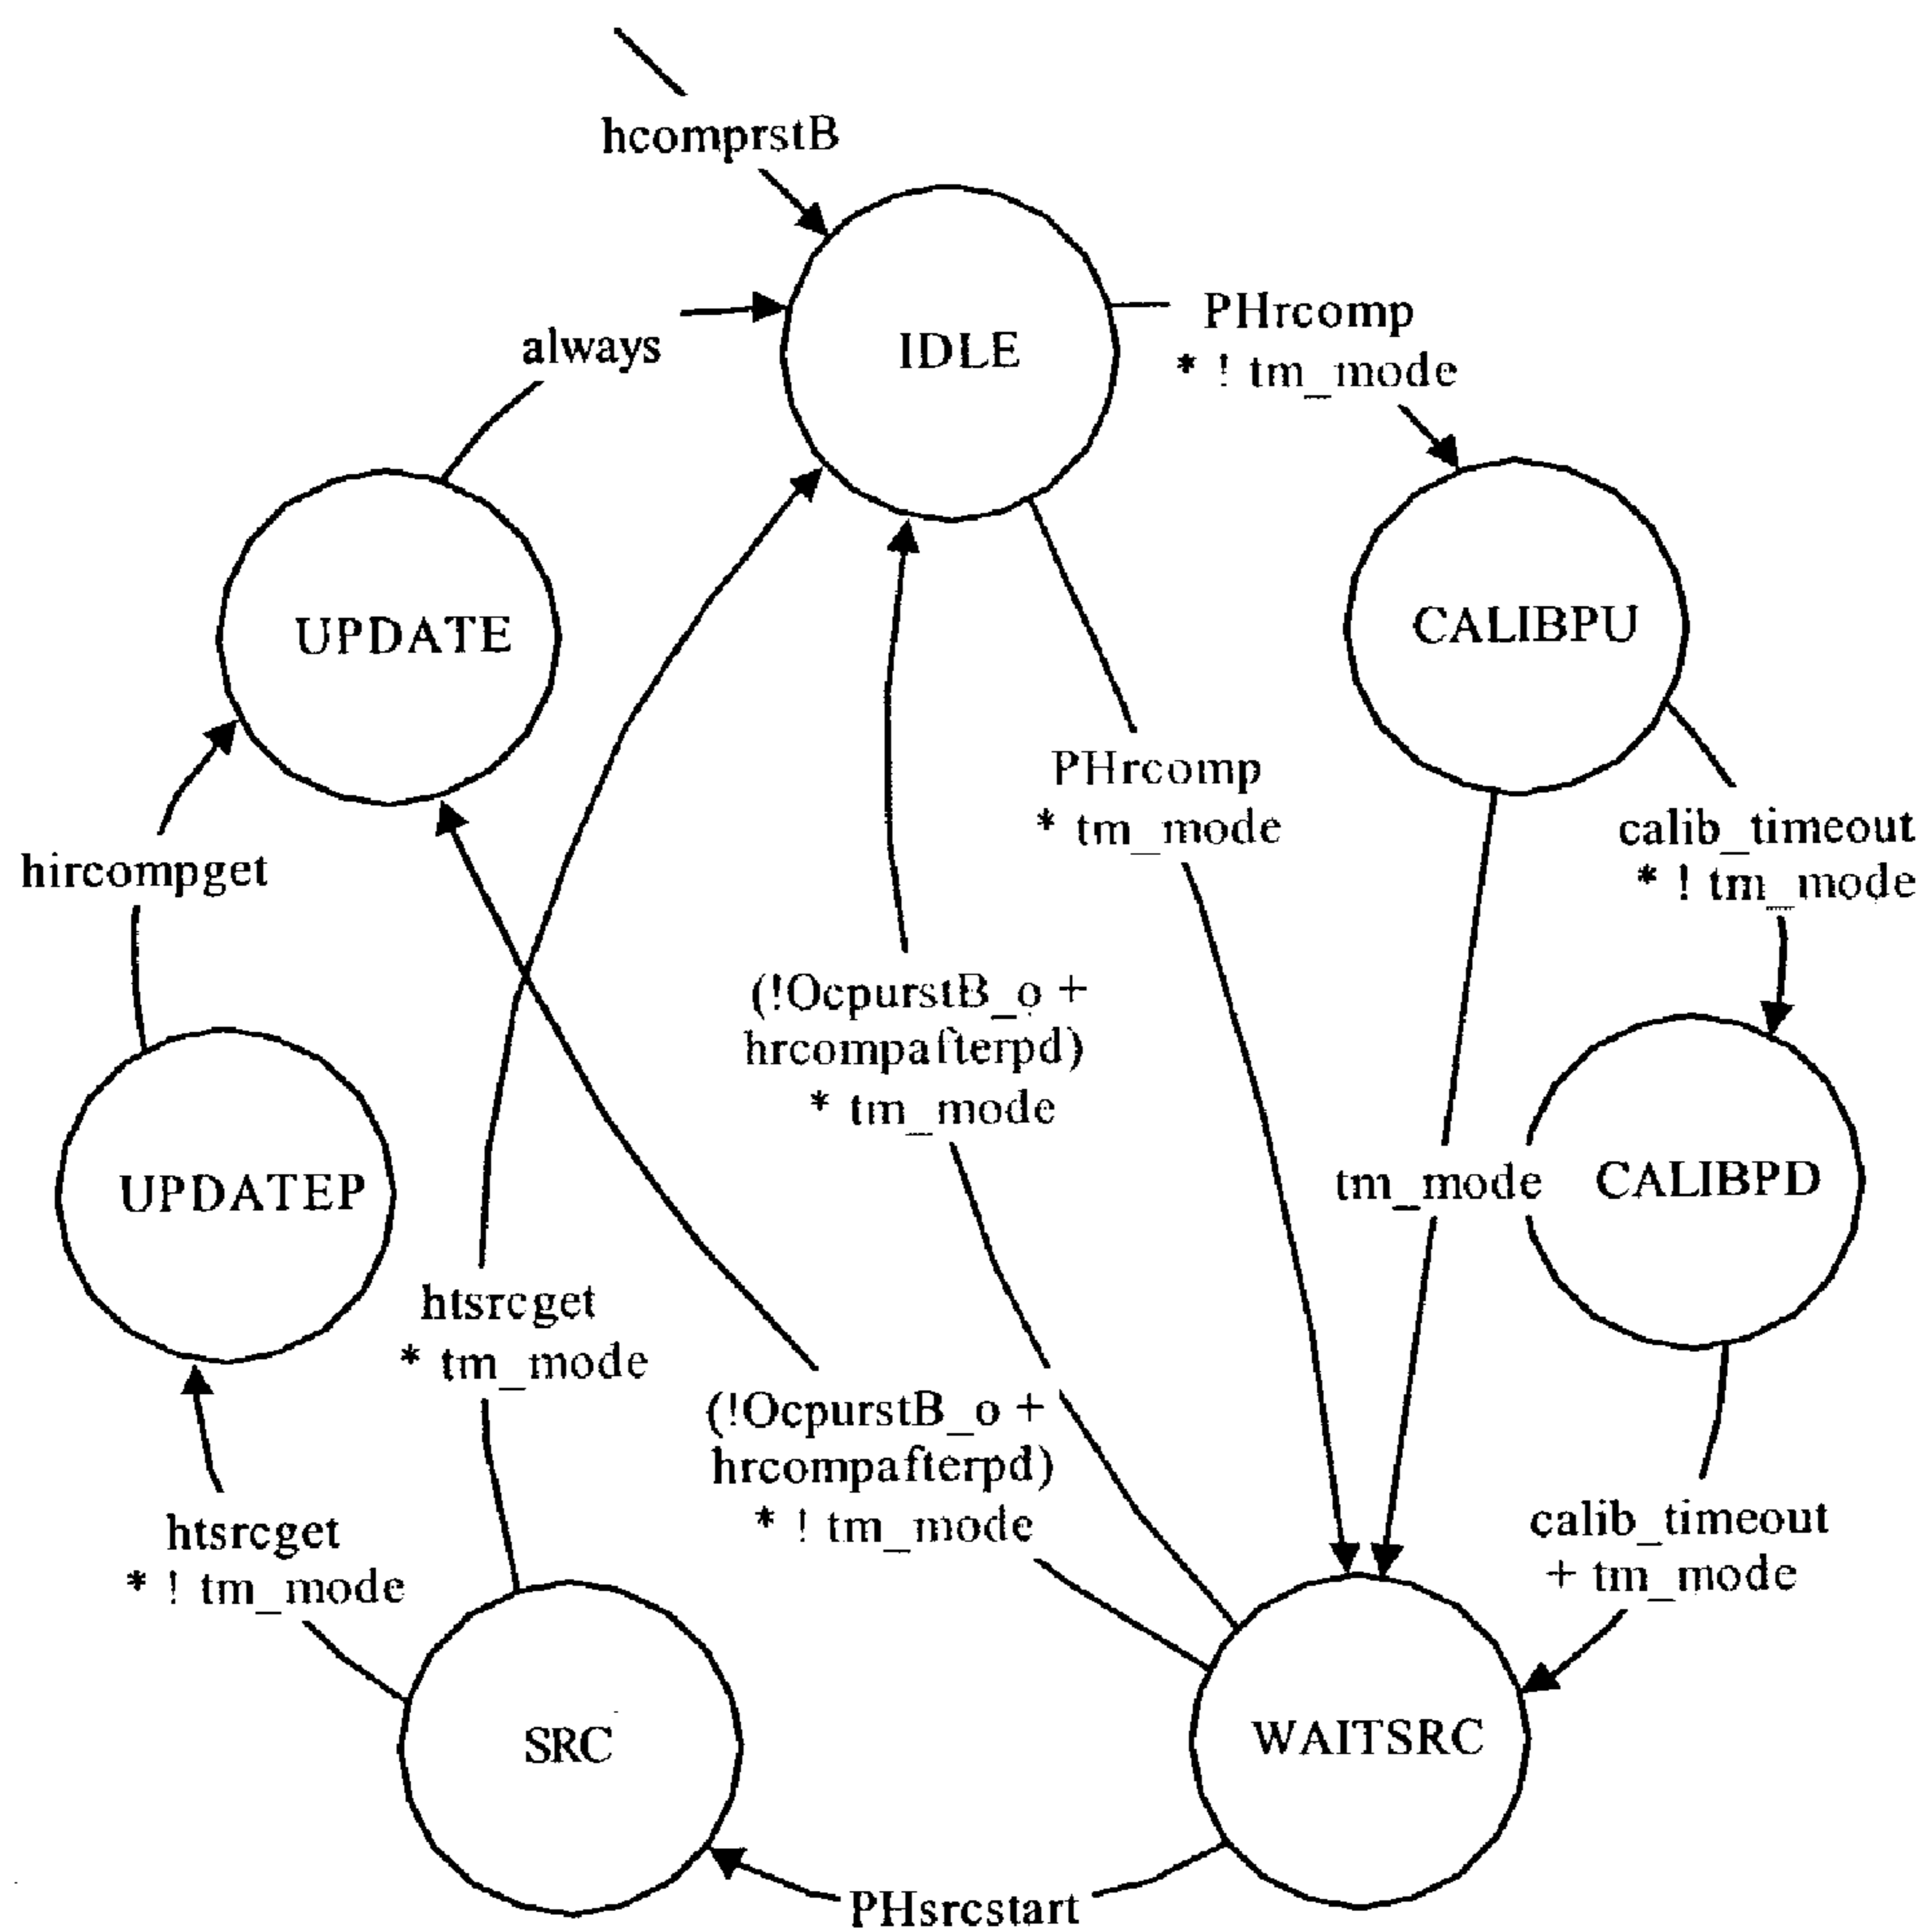 hcomprstB
always
IDLE
PHrcomp
* ! tm_mode
UPDATE
CALIBPU
PHrcomp
* tm_mode
calib_timeout
* ! tm_mode
hircompget
(!OcpurstB_o +
hrcompafterpd)
* tm_mode
UPDATEP
tm_mode
CALIBPD
htsrcget
* tm_mode
(!OcpurstB_o +
hrcompafterpd)
* ! tm_mode
htsrcget
* ! tm_mode
calib_timeout
+ tm_mode
SRC
WAITSRC
PHsrcstart